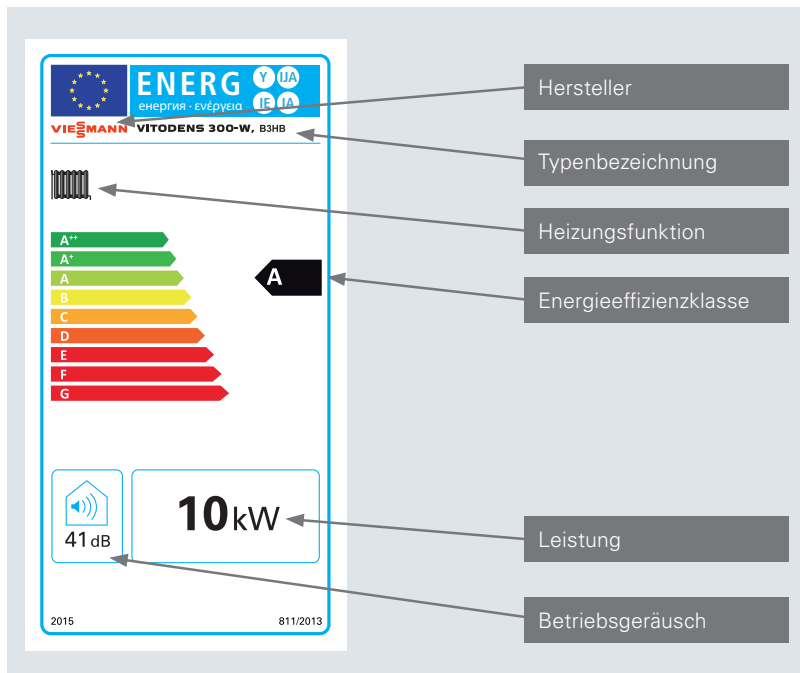 ENERG Y IJA
енергия · ενέργεια IE IA
VIESMANN VITODENS 300-W, B3HB
A++
A+
A
B
C
D
E
F
G
A
41 dB
10 kW
2015
811/2013
Hersteller
Typenbezeichnung
Heizungsfunktion
Energieeffizienzklasse
Leistung
Betriebsgeräusch